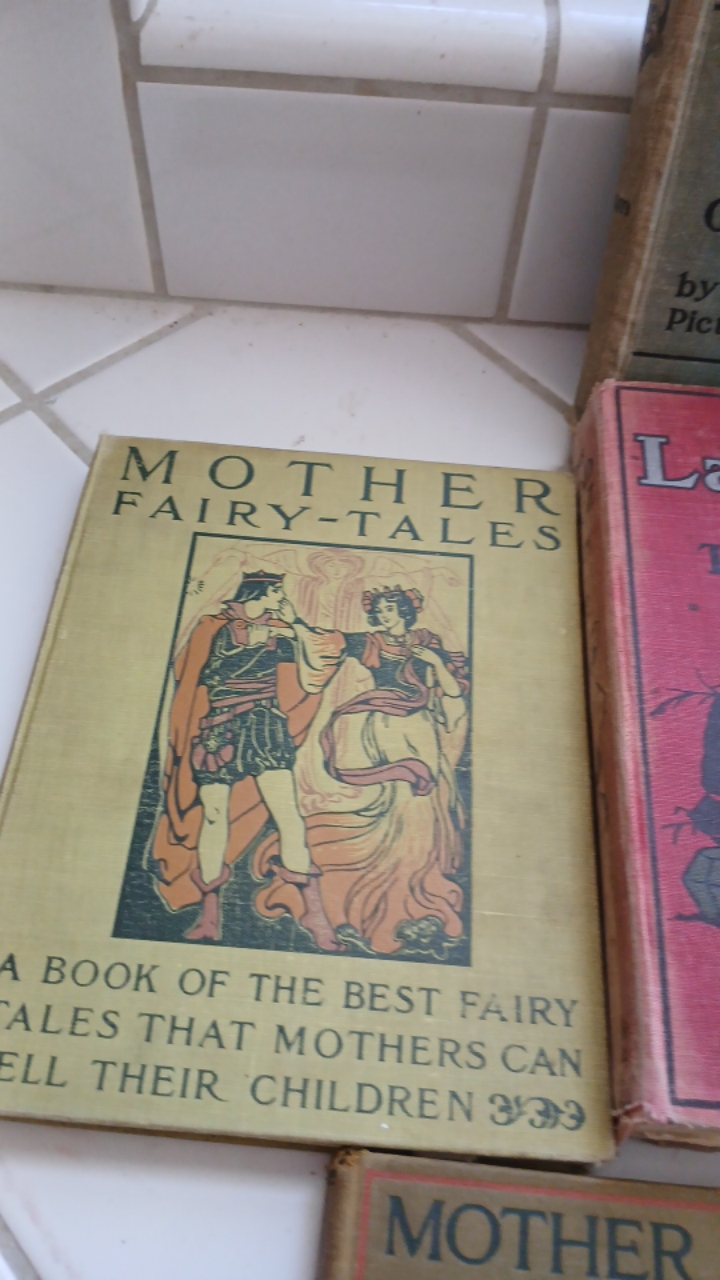 MOTHER
FAIRY-TALES
A BOOK OF THE BEST FAIRY
TALES THAT MOTHERS CAN
ELL THEIR CHILDREN
by
Pic
La
T
MOTHER